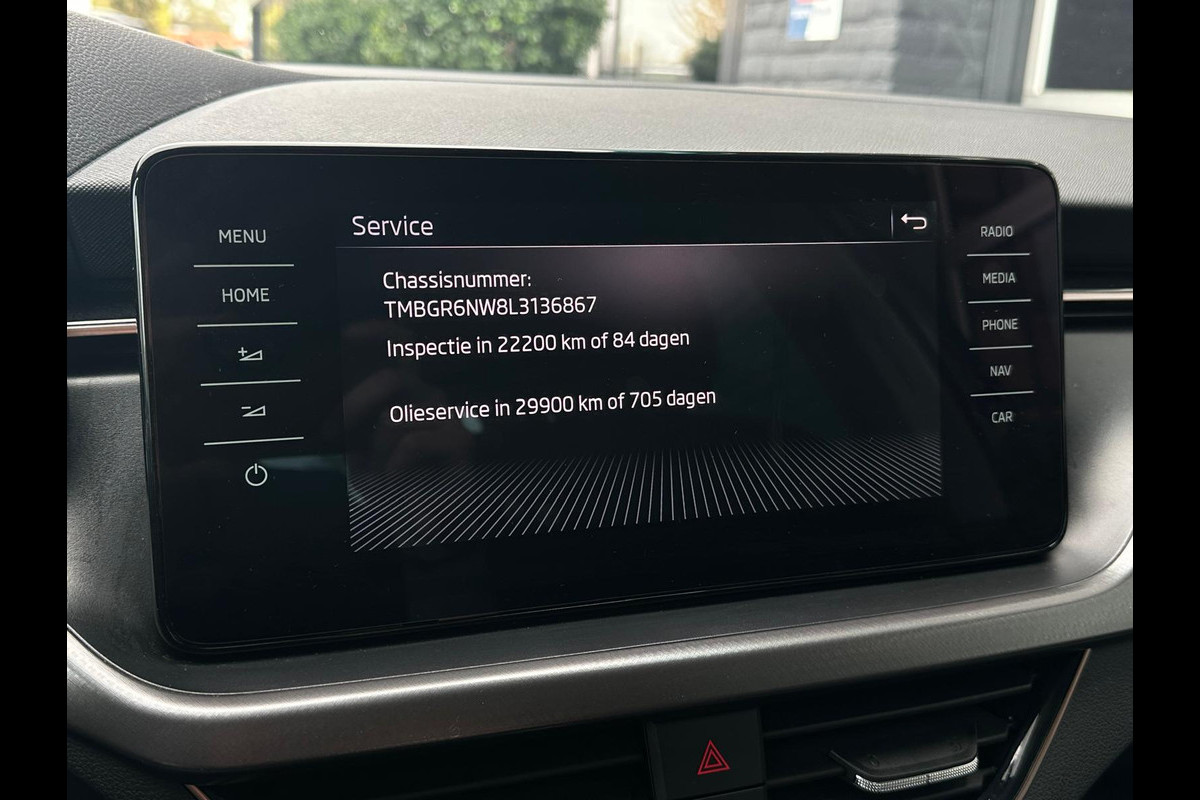 MENU
HOME
Service
Chassisnummer:
TMBGR6NW8L3136867
Inspectie in 22200 km of 84 dagen
Olieservice in 29900 km of 705 dagen
RADIO
MEDIA
PHONE
NAV
CAR